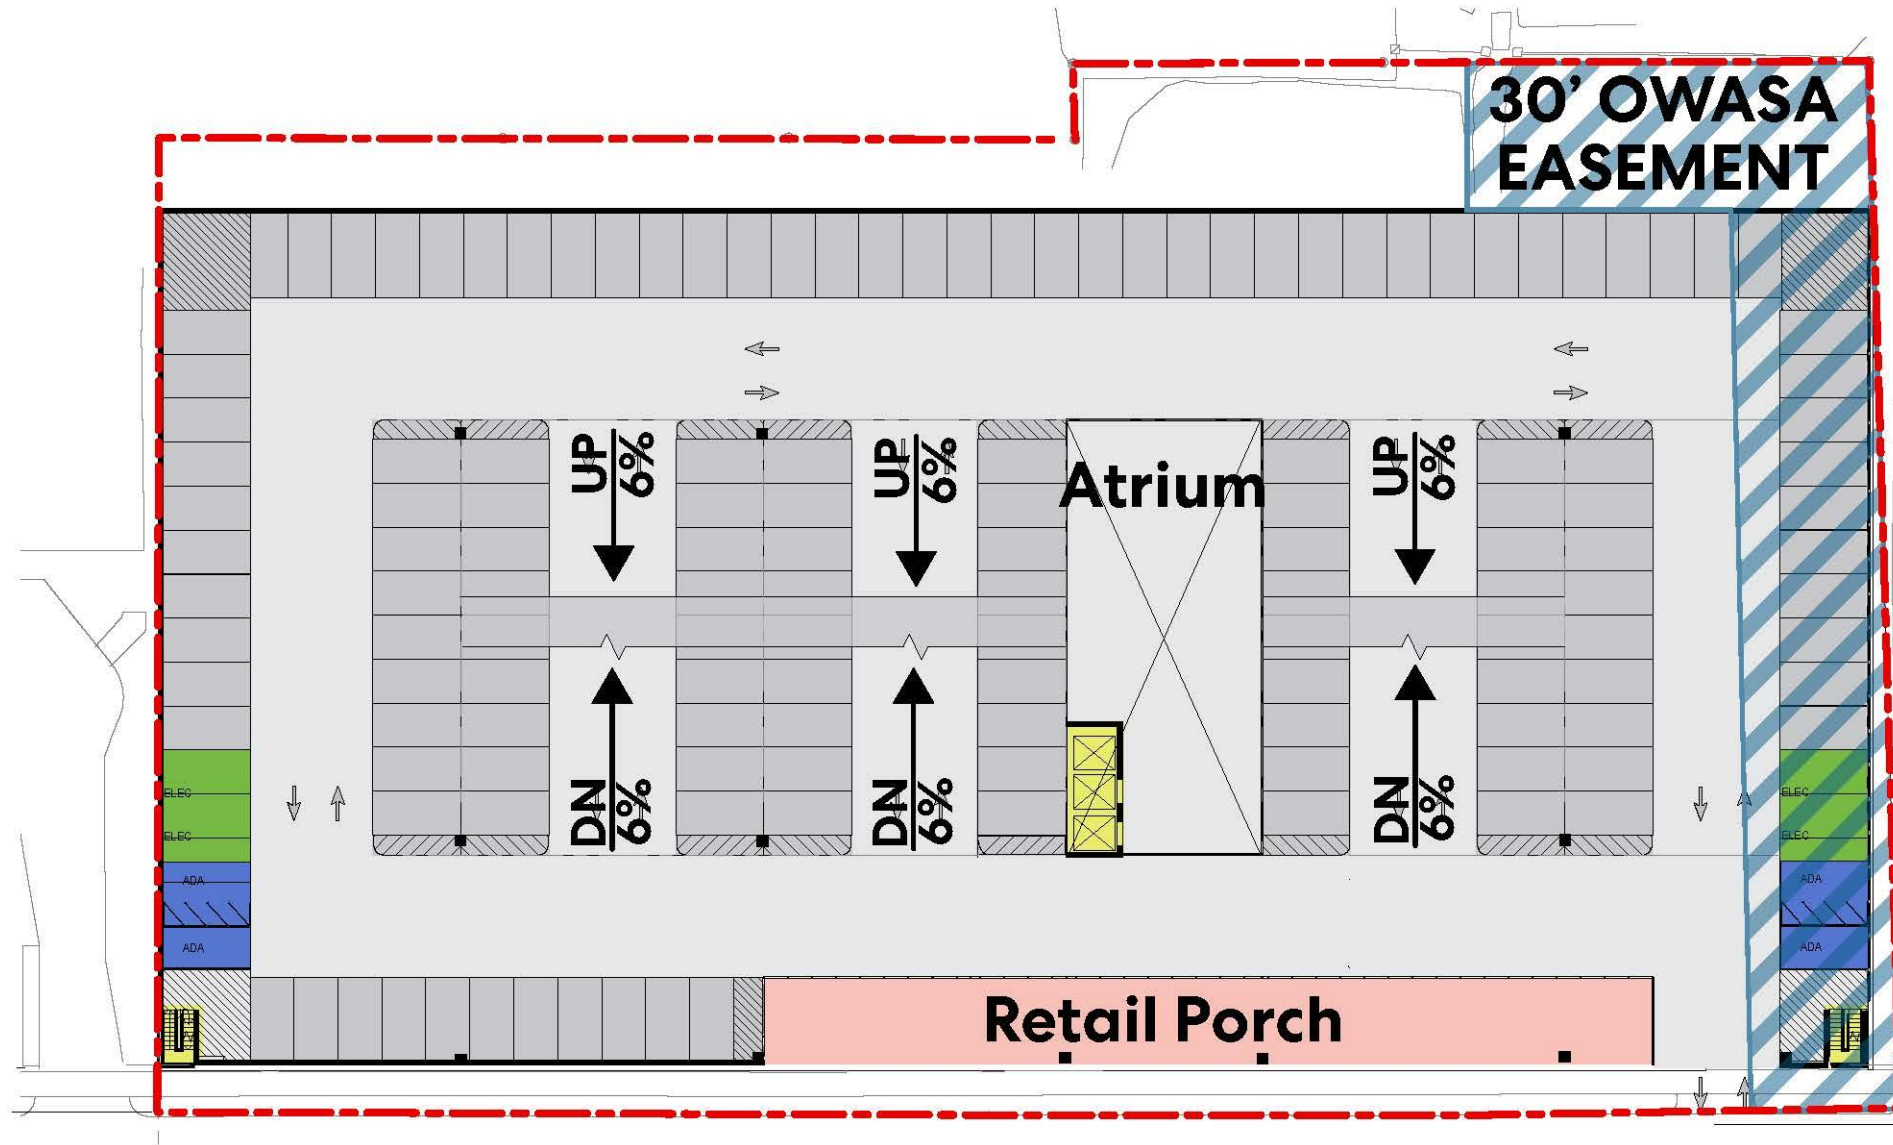 30' OWASA
EASEMENT
UP
6%
UP
6%
UP
6%
Atrium
DN
6%
DN
6%
DN
6%
ELEC
ELEC
ELEC
ELEC
ADA
ADA
ADA
ADA
Retail Porch